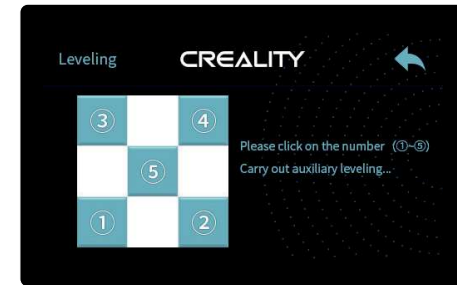 Leveling
CREALITY
③ ④
Please click on the number (①~⑤)
⑤
Carry out auxiliary leveling...
① ②